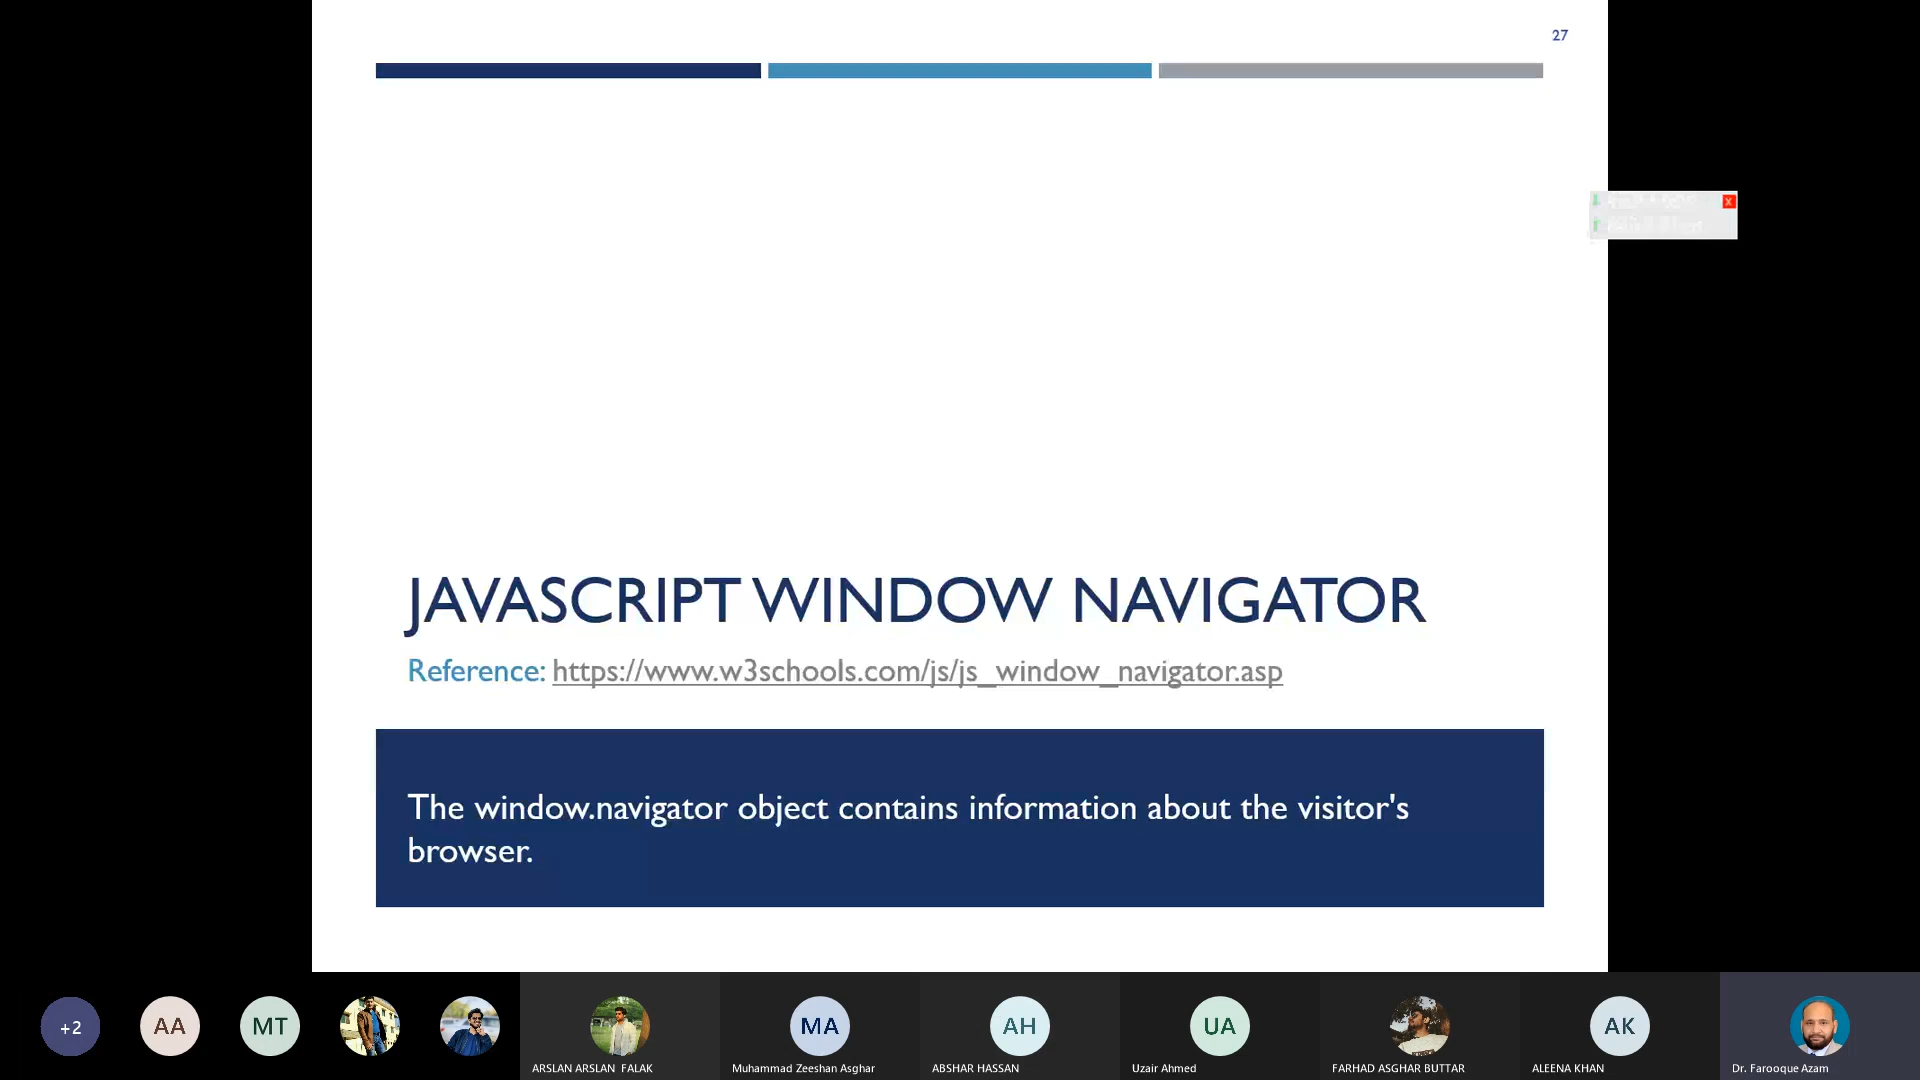 27
x
JAVASCRIPT WINDOW NAVIGATOR
Reference: https://www.w3schools.com/js/js_window_navigator.asp
The window.navigator object contains information about the visitor's
browser.
+2
AA
MT
MA
AH
UA
AK
ARSLAN ARSLAN FALAK
Muhammad Zeeshan Asghar
ABSHAR HASSAN
Uzair Ahmed
FARHAD ASGHAR BUTTAR
ALEENA KHAN
Dr. Farooque Azam